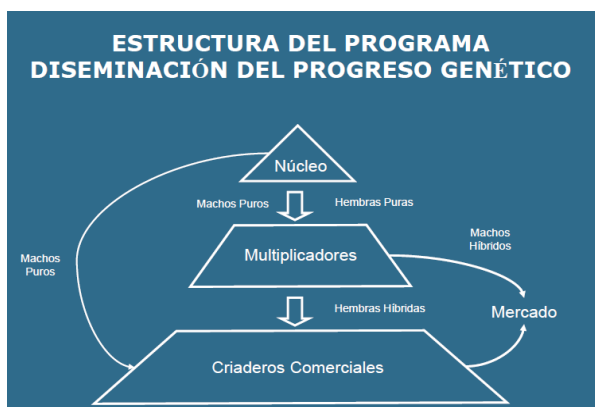 ESTRUCTURA DEL PROGRAMA
DISEMINACIÓN DEL PROGRESO GENÉTICO
Núcleo
Machos Puros
Hembras Puras
Multiplicadores
Machos
Híbridos
Machos
Puros
Hembras Híbridas
Mercado
Criaderos Comerciales